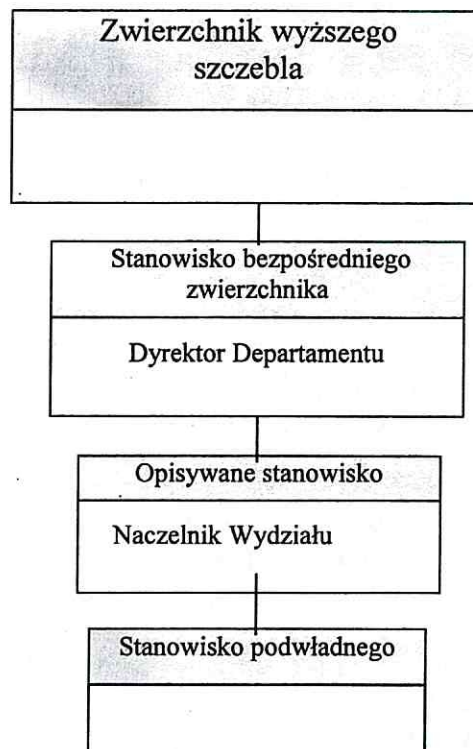 Zwierzchnik wyższego
szczebla
Stanowisko bezpośredniego
zwierzchnika
Dyrektor Departamentu
Opisywane stanowisko
Naczelnik Wydziału
Stanowisko podwładnego